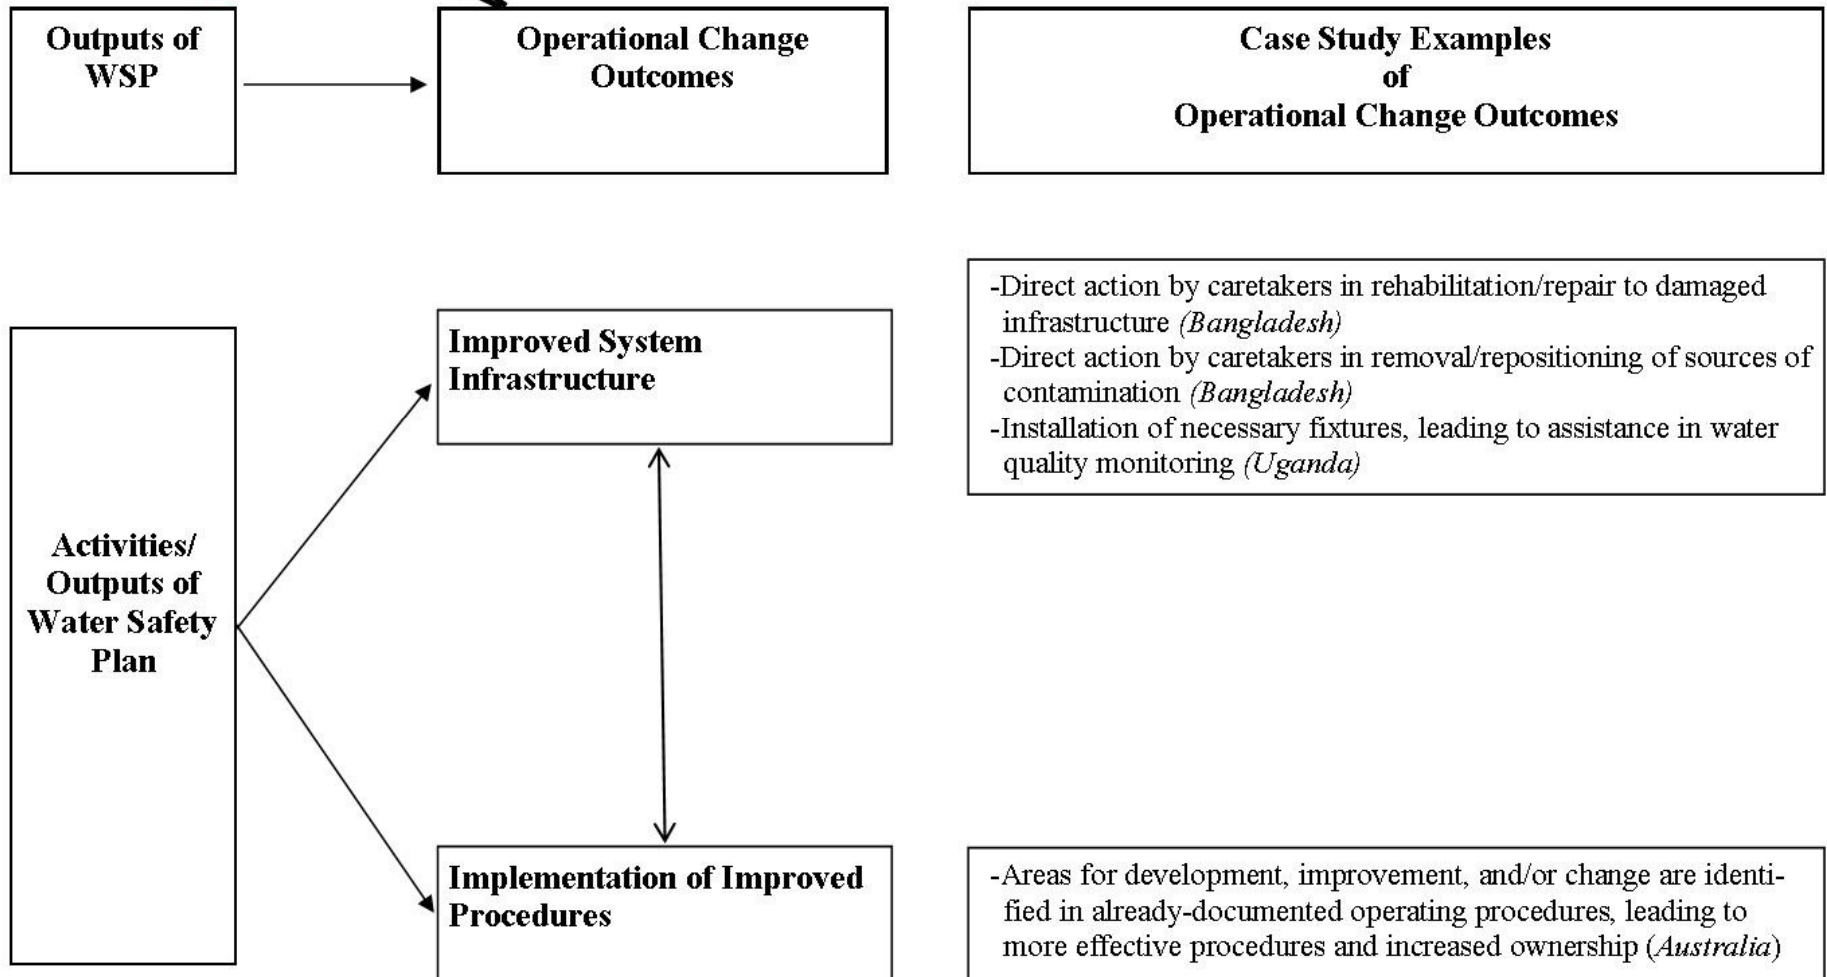 Outputs of
WSP
Operational Change
Outcomes
Case Study Examples
of
Operational Change Outcomes
Activities/
Outputs of
Water Safety
Plan
Improved System
Infrastructure
-Direct action by caretakers in rehabilitation/repair to damaged
infrastructure (Bangladesh)
-Direct action by caretakers in removal/repositioning of sources of
contamination (Bangladesh)
-Installation of necessary fixtures, leading to assistance in water
quality monitoring (Uganda)
Implementation of Improved
Procedures
-Areas for development, improvement, and/or change are identi-
fied in already-documented operating procedures, leading to
more effective procedures and increased ownership (Australia)